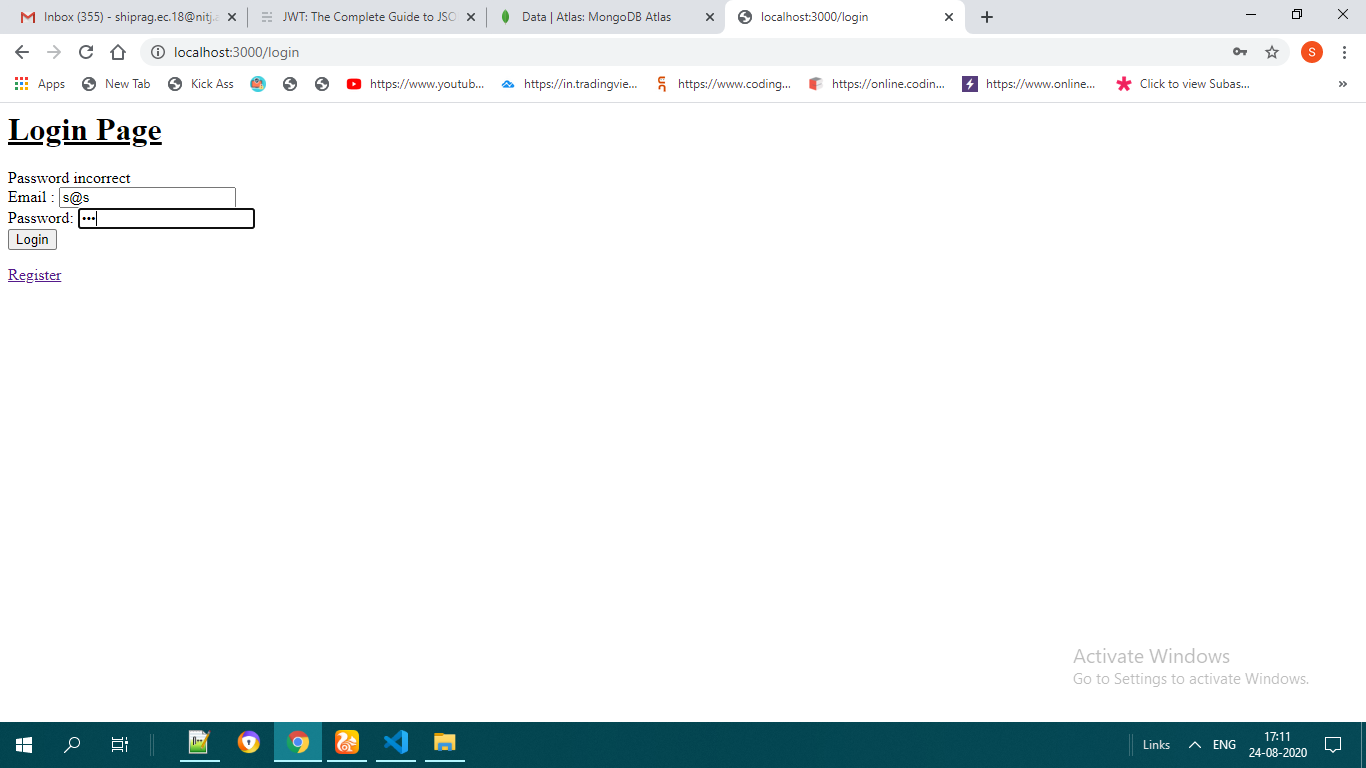 Inbox (355) - shiprag.ec.18@nitj.a
JWT: The Complete Guide to JSO
Data | Atlas: MongoDB Atlas
localhost:3000/login
localhost:3000/login
S
Apps
New Tab
Kick Ass
https://www.youtub...
https://in.tradingvie...
https://www.coding...
https://online.codin...
https://www.online...
Click to view Subas...
»
Login Page
Password incorrect
Email : s@s
Password: •••
Login
Register
Activate Windows
Go to Settings to activate Windows.
Links
ENG
17:11
24-08-2020